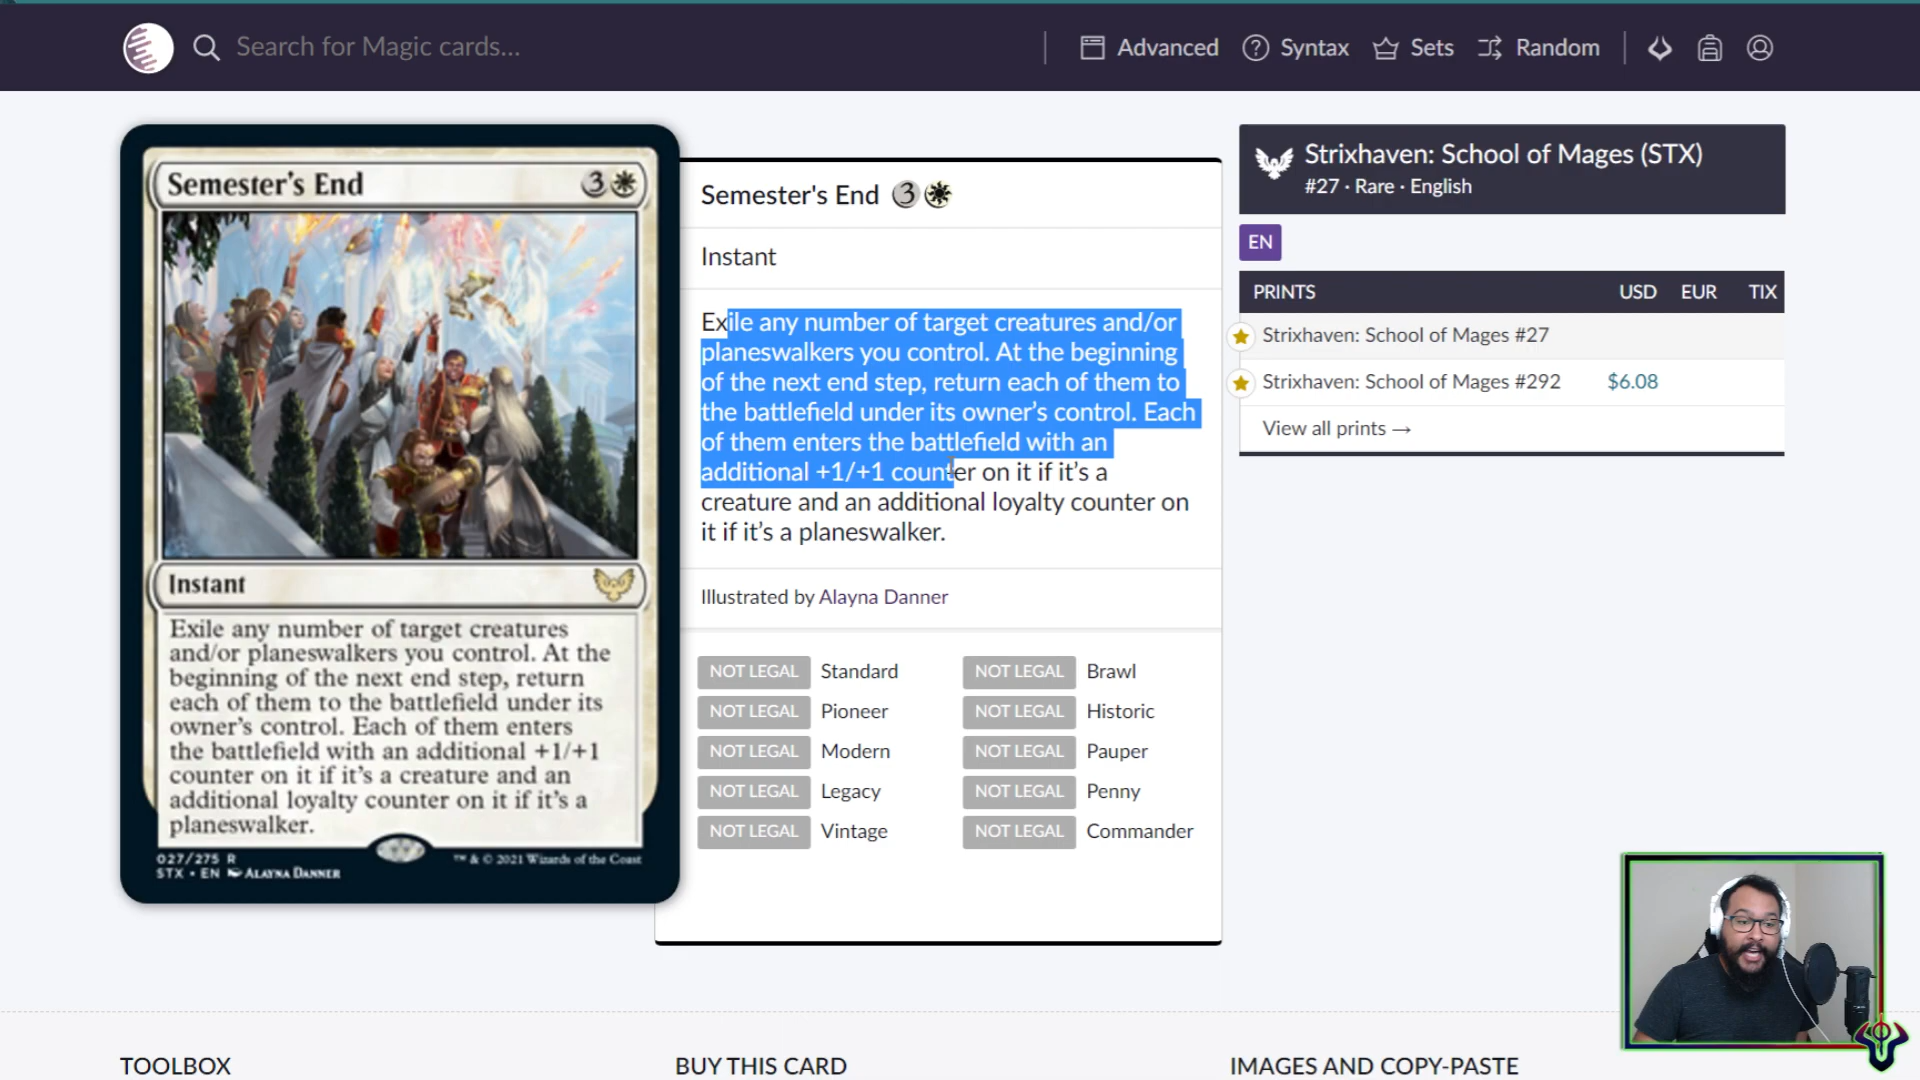 Search for Magic cards...
Advanced
Syntax
Sets
Random
Semester's End 3
Instant
Exile any number of target creatures
and/or planeswalkers you control. At the
beginning of the next end step, return
each of them to the battlefield under its
owner's control. Each of them enters
the battlefield with an additional +1/+1
counter on it if it's a creature and an
additional loyalty counter on it if it's a
planeswalker.
027/275 R
STX • EN ALAYNA DANNER
™ & © 2021 Wizards of the Coast
Semester's End 3
Instant
Exile any number of target creatures and/or
planeswalkers you control. At the beginning
of the next end step, return each of them to
the battlefield under its owner's control. Each
of them enters the battlefield with an
additional +1/+1 counter on it if it's a
creature and an additional loyalty counter on
it if it's a planeswalker.
Illustrated by Alayna Danner
NOT LEGAL Standard NOT LEGAL Brawl
NOT LEGAL Pioneer NOT LEGAL Historic
NOT LEGAL Modern NOT LEGAL Pauper
NOT LEGAL Legacy NOT LEGAL Penny
NOT LEGAL Vintage NOT LEGAL Commander
Strixhaven: School of Mages (STX)
#27 · Rare · English
EN
PRINTS USD EUR TIX
Strixhaven: School of Mages #27
Strixhaven: School of Mages #292 $6.08
View all prints →
TOOLBOX
BUY THIS CARD
IMAGES AND COPY-PASTE